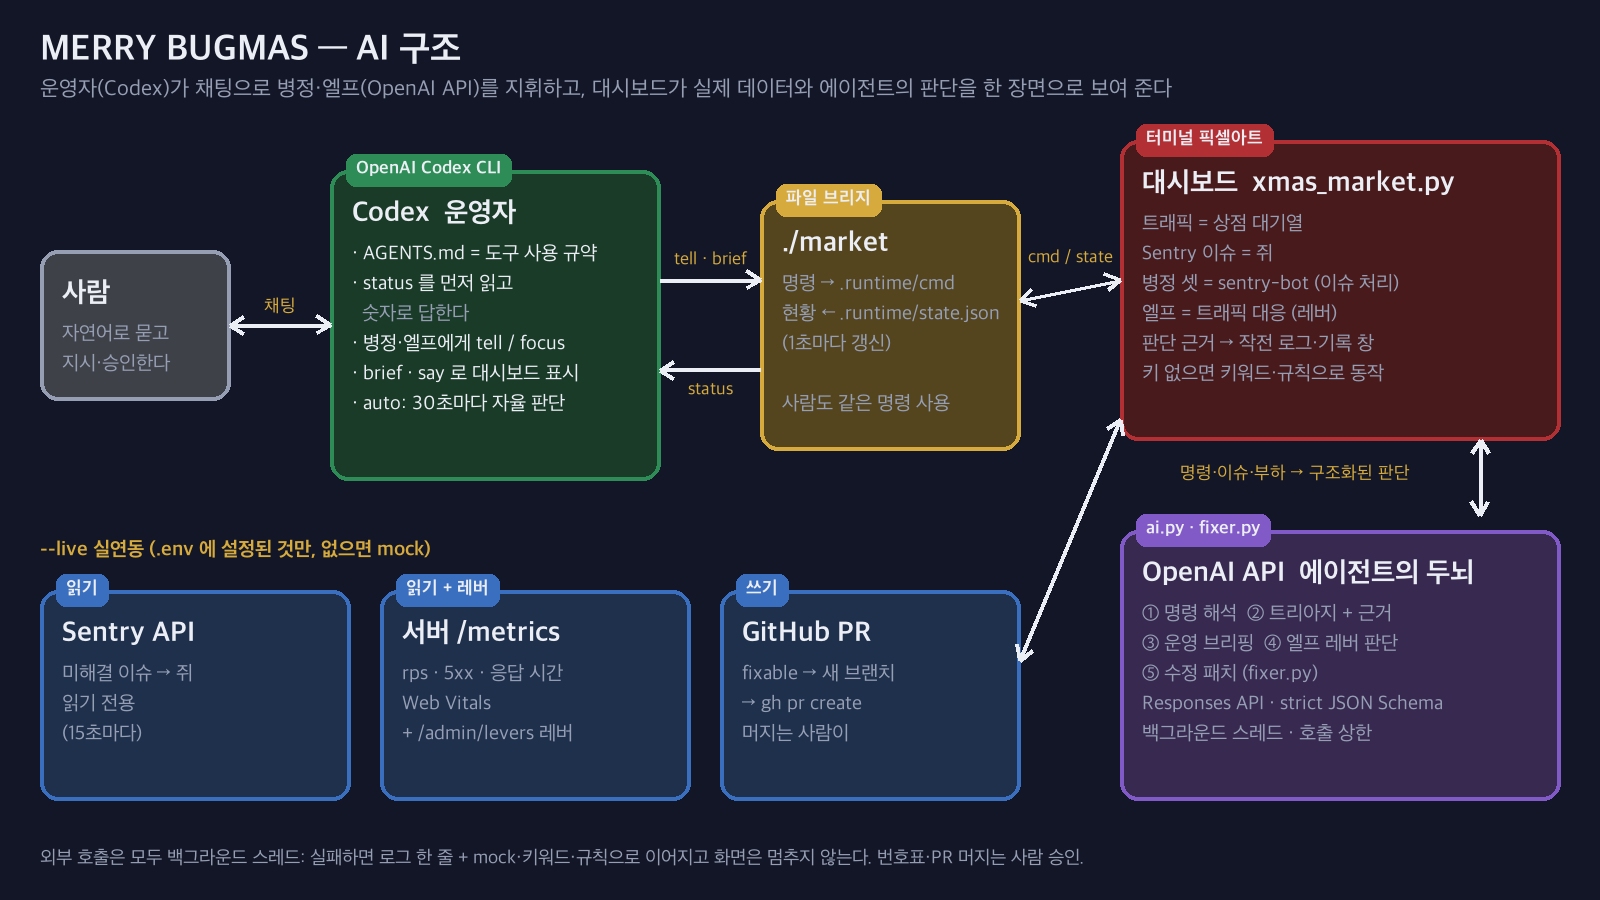 MERRY BUGMAS — AI 구조
운영자(Codex)가 채팅으로 병정·엘프(OpenAI API)를 지휘하고, 대시보드가 실제 데이터와 에이전트의 판단을 한 장면으로 보여 준다
사람
자연어로 묻고
지시·승인한다
채팅
OpenAI Codex CLI
Codex 운영자
· AGENTS.md = 도구 사용 규약
· status 를 먼저 읽고
숫자로 답한다
· 병정·엘프에게 tell / focus
· brief · say 로 대시보드 표시
· auto: 30초마다 자율 판단
tell · brief
status
파일 브리지
./market
명령 → .runtime/cmd
현황 ← .runtime/state.json
(1초마다 갱신)
사람도 같은 명령 사용
cmd / state
터미널 픽셀아트
대시보드 xmas_market.py
트래픽 = 상점 대기열
Sentry 이슈 = 쥐
병정 셋 = sentry-bot (이슈 처리)
엘프 = 트래픽 대응 (레버)
판단 근거 → 작전 로그·기록 창
키 없으면 키워드·규칙으로 동작
명령·이슈·부하 → 구조화된 판단
ai.py · fixer.py
OpenAI API 에이전트의 두뇌
① 명령 해석 ② 트리아지 + 근거
③ 운영 브리핑 ④ 엘프 레버 판단
⑤ 수정 패치 (fixer.py)
Responses API · strict JSON Schema
백그라운드 스레드 · 호출 상한
--live 실연동 (.env 에 설정된 것만, 없으면 mock)
읽기
Sentry API
미해결 이슈 → 쥐
읽기 전용
(15초마다)
읽기 + 레버
서버 /metrics
rps · 5xx · 응답 시간
Web Vitals
+ /admin/levers 레버
쓰기
GitHub PR
fixable → 새 브랜치
→ gh pr create
머지는 사람이
외부 호출은 모두 백그라운드 스레드: 실패하면 로그 한 줄 + mock·키워드·규칙으로 이어지고 화면은 멈추지 않는다. 번호표·PR 머지는 사람 승인.